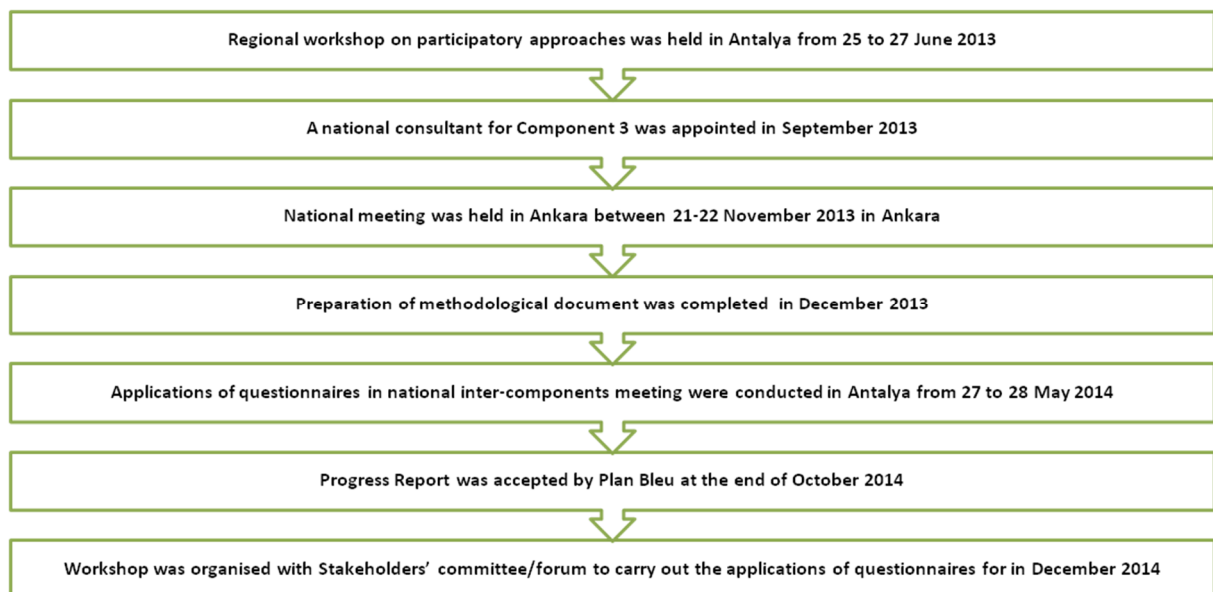 Regional workshop on participatory approaches was held in Antalya from 25 to 27 June 2013
A national consultant for Component 3 was appointed in September 2013
National meeting was held in Ankara between 21-22 November 2013 in Ankara
Preparation of methodological document was completed in December 2013
Applications of questionnaires in national inter-components meeting were conducted in Antalya from 27 to 28 May 2014
Progress Report was accepted by Plan Bleu at the end of October 2014
Workshop was organised with Stakeholders' committee/forum to carry out the applications of questionnaires for in December 2014